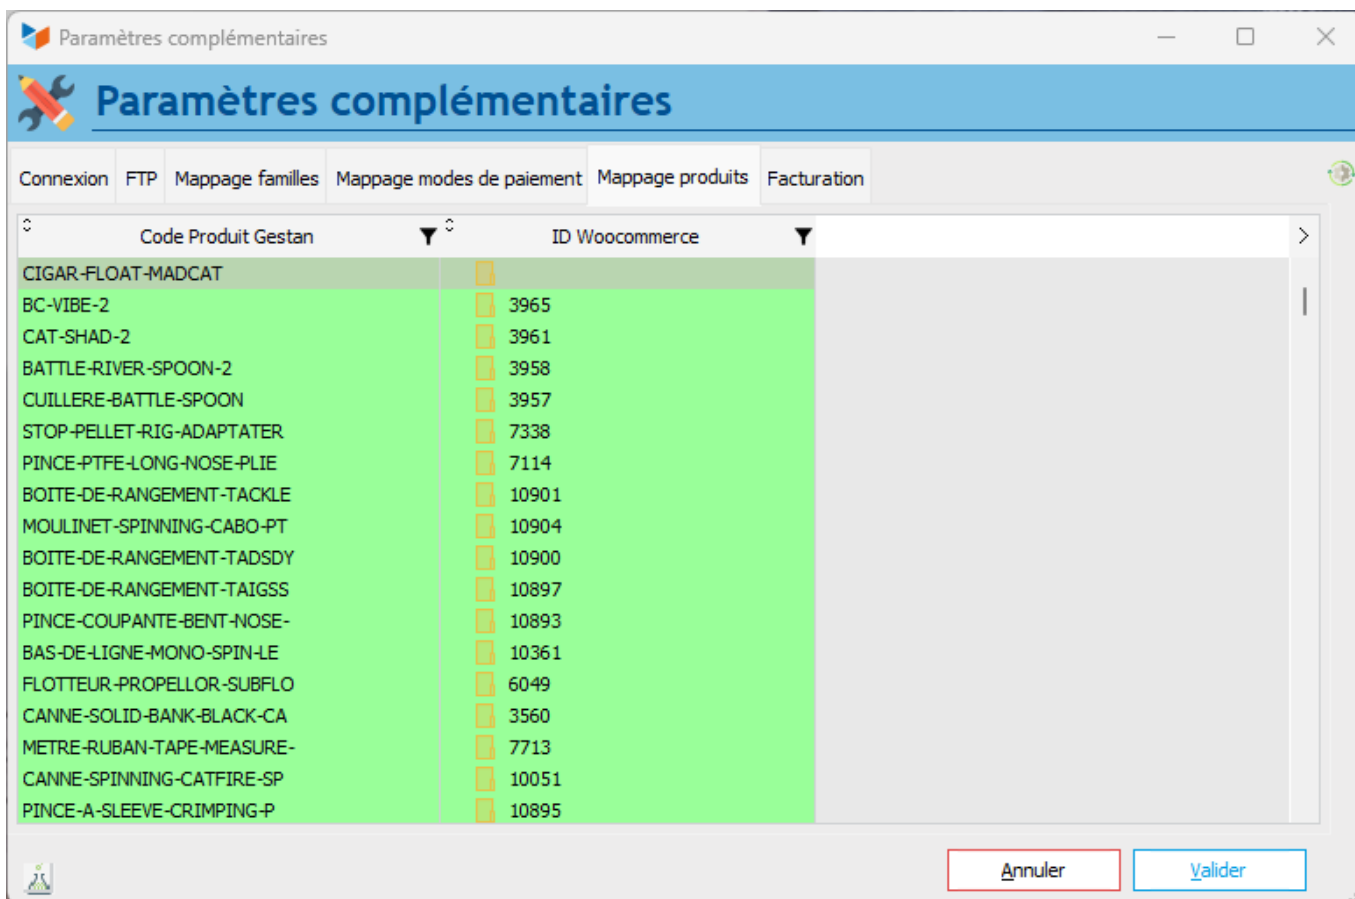 Paramètres complémentaires
Paramètres complémentaires
Connexion FTP Mappage familles Mappage modes de paiement Mappage produits Facturation
Code Produit Gestan ID Woocommerce
CIGAR-FLOAT-MADCAT
BC-VIBE-2 3965
CAT-SHAD-2 3961
BATTLE-RIVER-SPOON-2 3958
CUILLERE-BATTLE-SPOON 3957
STOP-PELLET-RIG-ADAPTATER 7338
PINCE-PTFE-LONG-NOSE-PLIE 7114
BOITE-DE-RANGEMENT-TACKLE 10901
MOULINET-SPINNING-CABO-PT 10904
BOITE-DE-RANGEMENT-TADSDY 10900
BOITE-DE-RANGEMENT-TAIGSS 10897
PINCE-COUPANTE-BENT-NOSE- 10893
BAS-DE-LIGNE-MONO-SPIN-LE 10361
FLOTTEUR-PROPELLOR-SUBFLO 6049
CANNE-SOLID-BANK-BLACK-CA 3560
METRE-RUBAN-TAPE-MEASURE- 7713
CANNE-SPINNING-CATFIRE-SP 10051
PINCE-A-SLEEVE-CRIMPING-P 10895
Annuler Valider